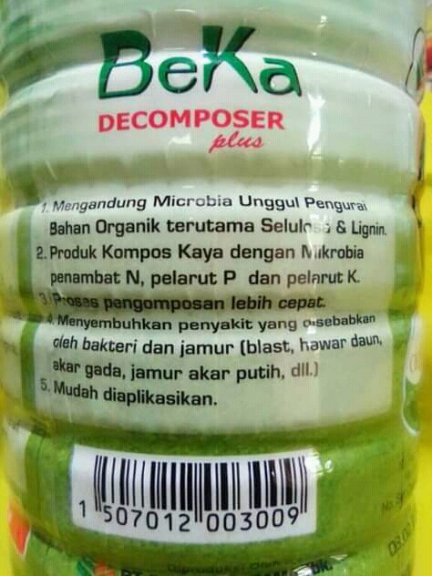 BeKa
DECOMPOSER
plus
1. Mengandung Microbia Unggul Pengurai
Bahan Organik terutama Selulosa & Lignin.
2. Produk Kompos Kaya dengan Mikrobia
penambat N, pelarut P dan pelarut K.
3. Proses pengomposan lebih cepat.
4. Menyembuhkan penyakit yang disebabkan
oleh bakteri dan jamur (blast, hawar daun,
akar gada, jamur akar putih, dll.)
5. Mudah diaplikasikan.
1 507012 003009